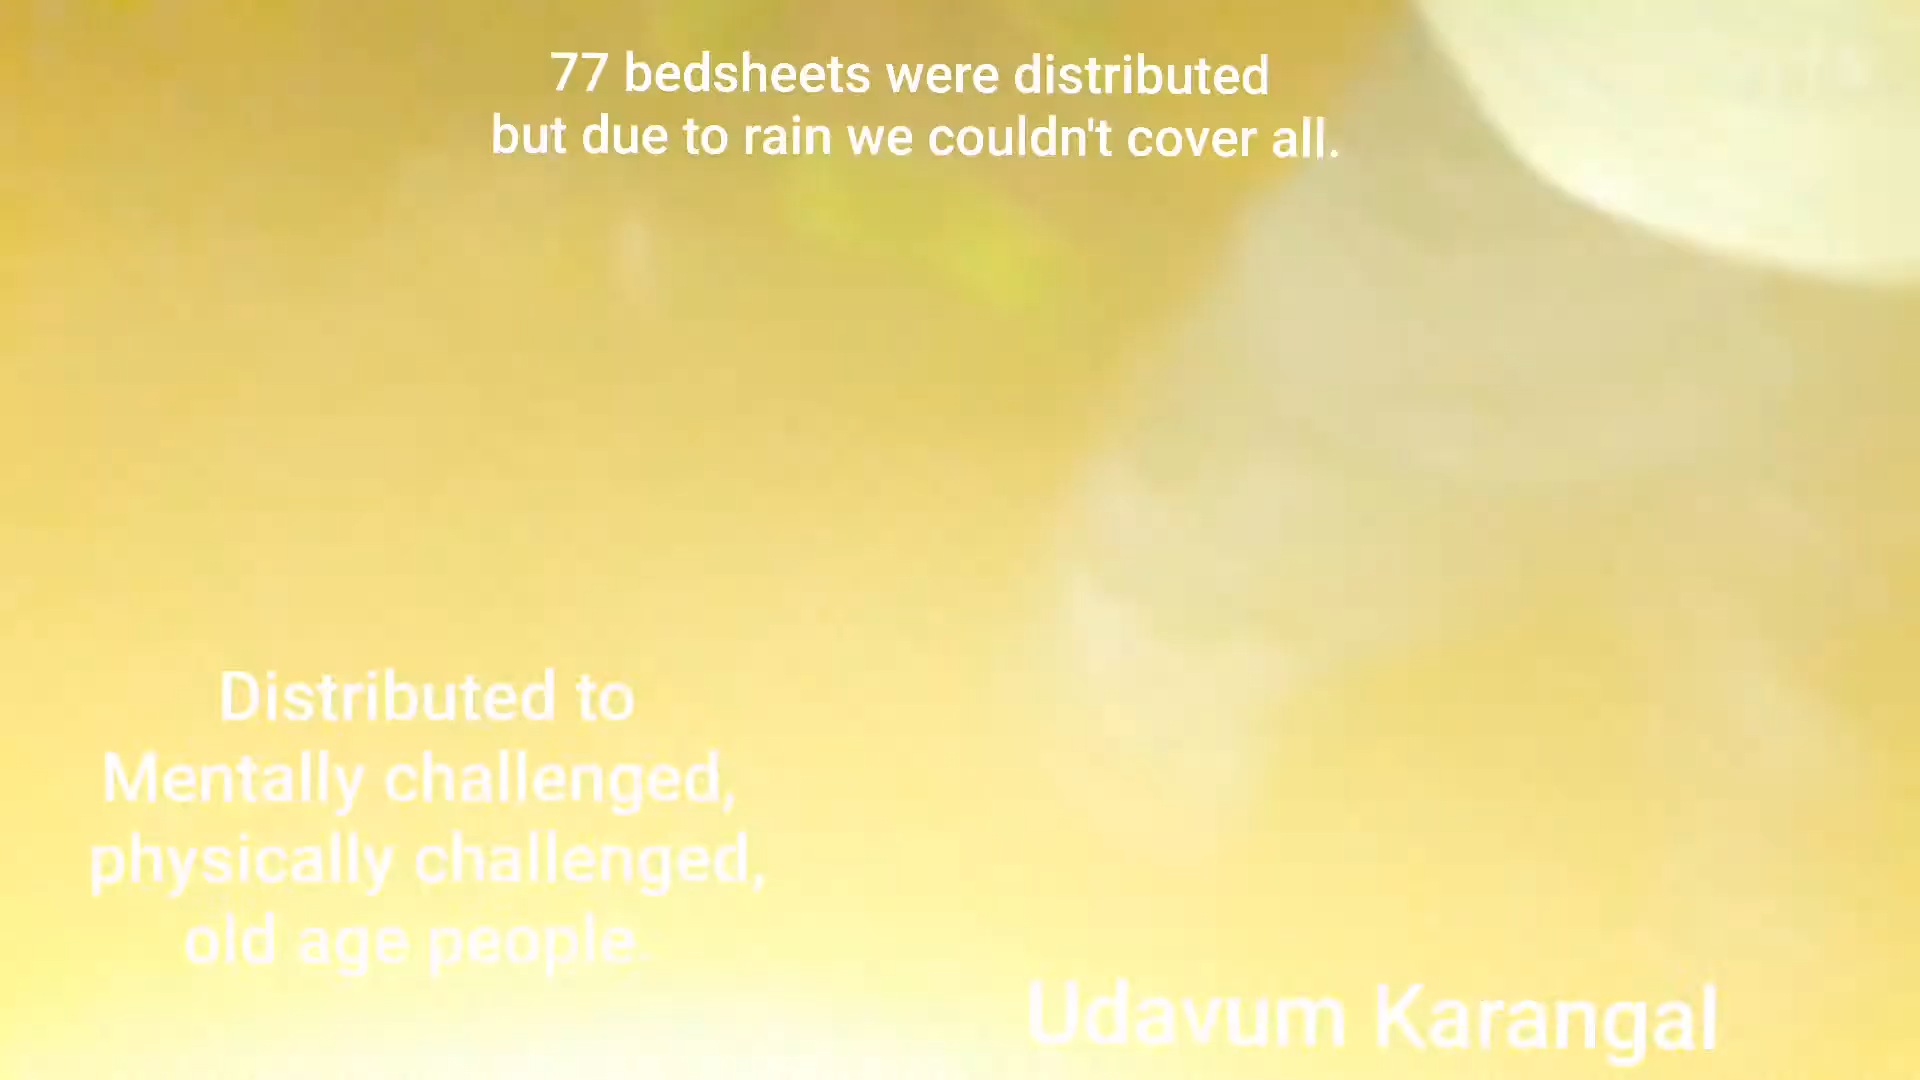 77 bedsheets were distributed
but due to rain we couldn't cover all.
Distributed to
Mentally challenged,
physically challenged,
old age people.
Udavum Karangal